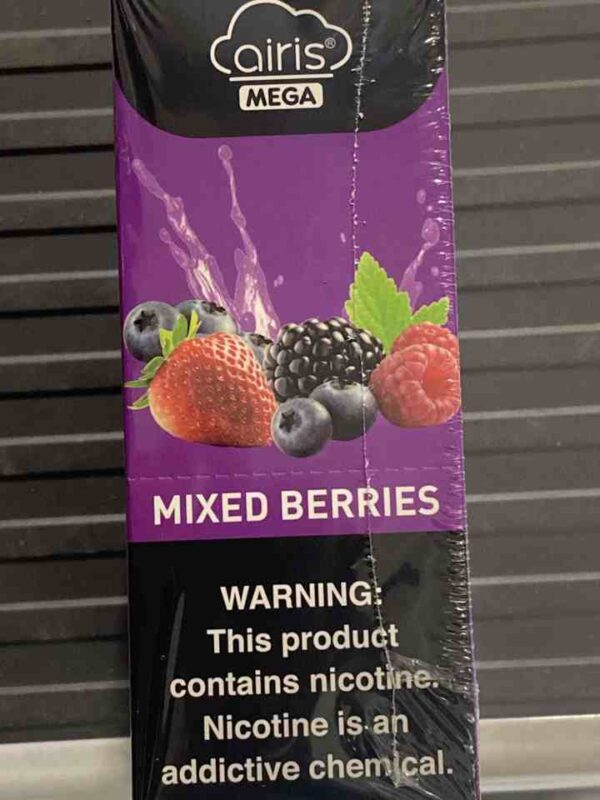 airis®
MEGA
MIXED BERRIES
WARNING:
This product
contains nicotine.
Nicotine is an
addictive chemical.